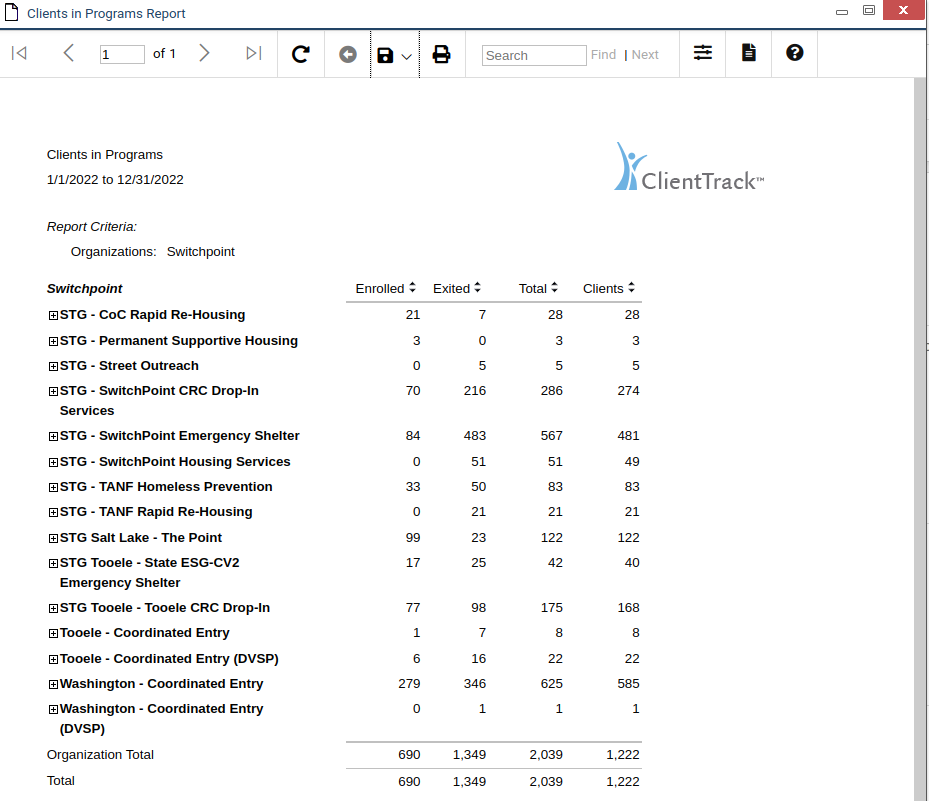 Clients in Programs Report
1 of 1 Search Find | Next
Clients in Programs
1/1/2022 to 12/31/2022
ClientTrack™
Report Criteria:
Organizations: Switchpoint
Switchpoint Enrolled Exited Total Clients
STG - CoC Rapid Re-Housing 21 7 28 28
STG - Permanent Supportive Housing 3 0 3 3
STG - Street Outreach 0 5 5 5
STG - SwitchPoint CRC Drop-In 70 216 286 274
Services
STG - SwitchPoint Emergency Shelter 84 483 567 481
STG - SwitchPoint Housing Services 0 51 51 49
STG - TANF Homeless Prevention 33 50 83 83
STG - TANF Rapid Re-Housing 0 21 21 21
STG Salt Lake - The Point 99 23 122 122
STG Tooele - State ESG-CV2 17 25 42 40
Emergency Shelter
STG Tooele - Tooele CRC Drop-In 77 98 175 168
Tooele - Coordinated Entry 1 7 8 8
Tooele - Coordinated Entry (DVSP) 6 16 22 22
Washington - Coordinated Entry 279 346 625 585
Washington - Coordinated Entry 0 1 1 1
(DVSP)
Organization Total 690 1,349 2,039 1,222
Total 690 1,349 2,039 1,222